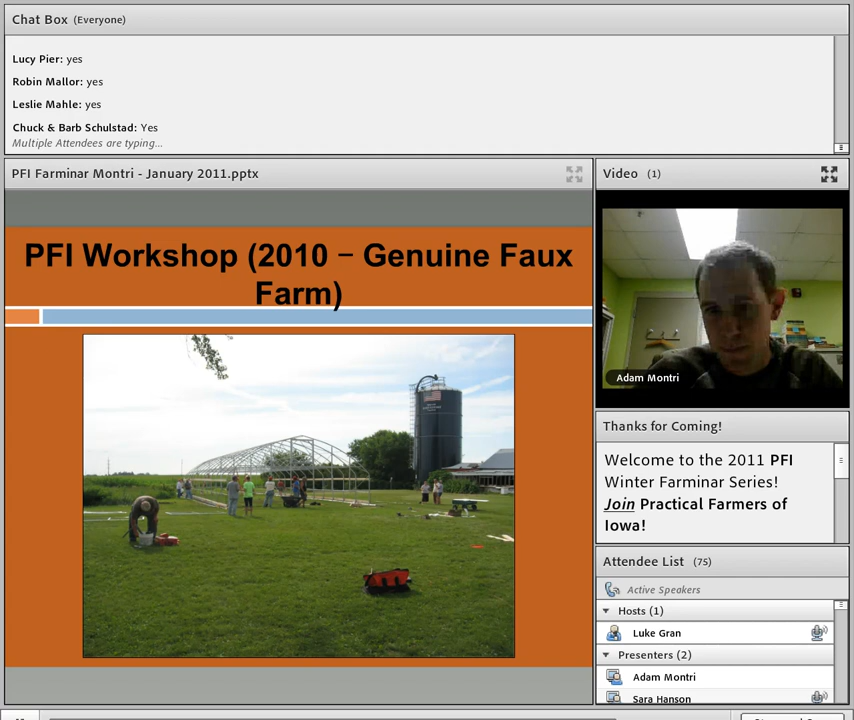 Chat Box (Everyone)
Lucy Pier: yes
Robin Mallor: yes
Leslie Mahle: yes
Chuck & Barb Schulstad: Yes
Multiple Attendees are typing...
PFI Farminar Montri - January 2011.pptx
PFI Workshop (2010 – Genuine Faux
Farm)
Video (1)
Adam Montri
Thanks for Coming!
Welcome to the 2011 PFI
Winter Farminar Series!
Join Practical Farmers of
Iowa!
Attendee List (75)
Active Speakers
Hosts (1)
Luke Gran
Presenters (2)
Adam Montri
Sara Hanson